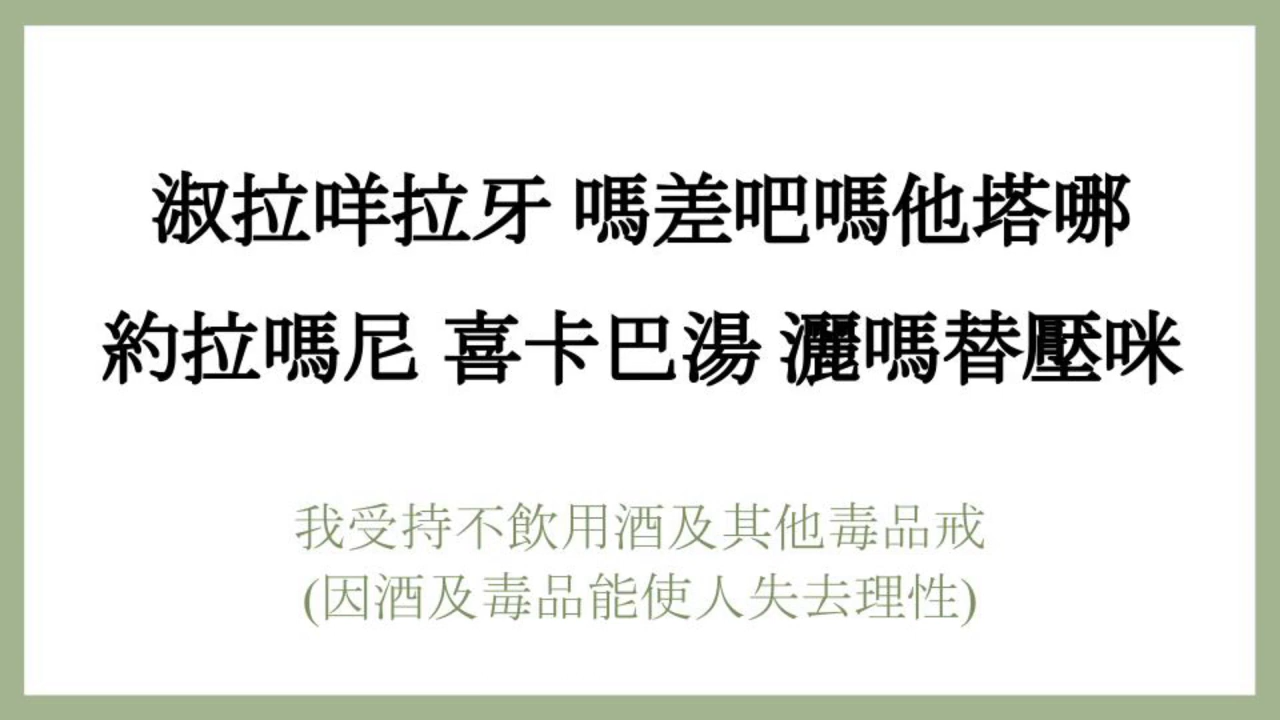 淑拉咩拉牙 嗎差吧嗎他塔哪
約拉嗎尼 喜卡巴湯 灑嗎替壓咪
我受持不飲用酒及其他毒品戒
(因酒及毒品能使人失去理性)